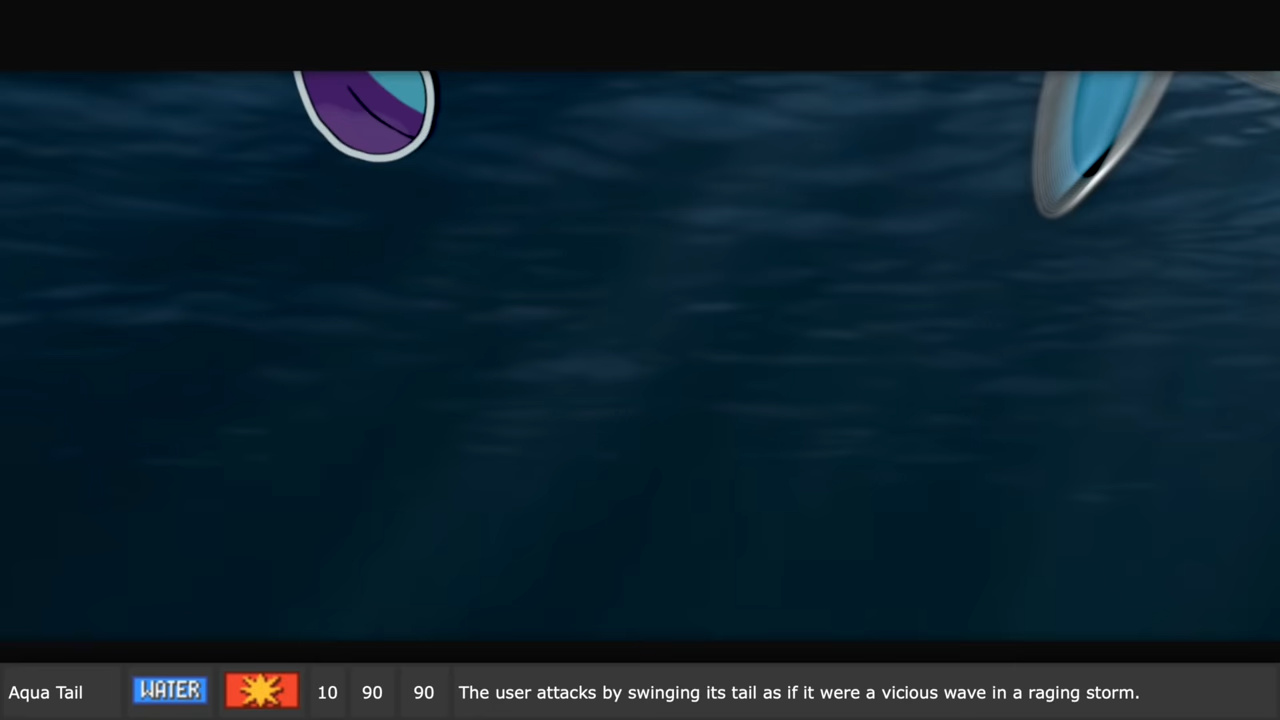 Aqua Tail WATER 10 90 90 The user attacks by swinging its tail as if it were a vicious wave in a raging storm.